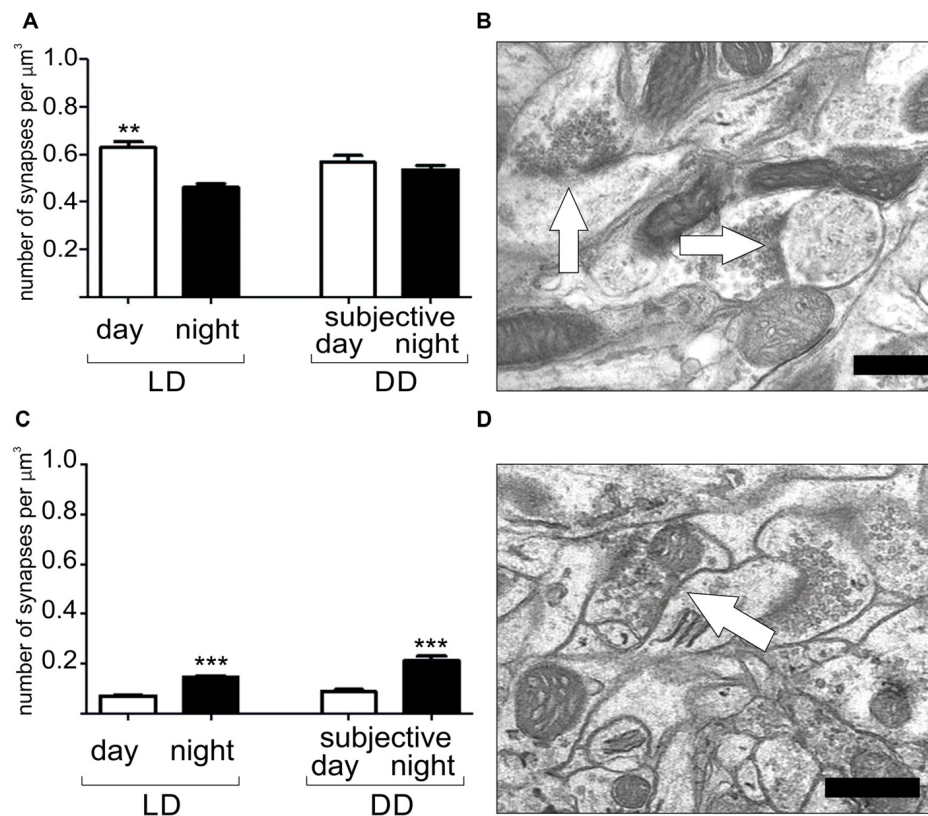 A
number of synapses per μm³
1.0
0.8
0.6
0.4
0.2
**
day night
subjective
day night
LD DD
B
C
number of synapses per μm³
1.0
0.8
0.6
0.4
0.2
*** ***
day night
subjective
day night
LD DD
D